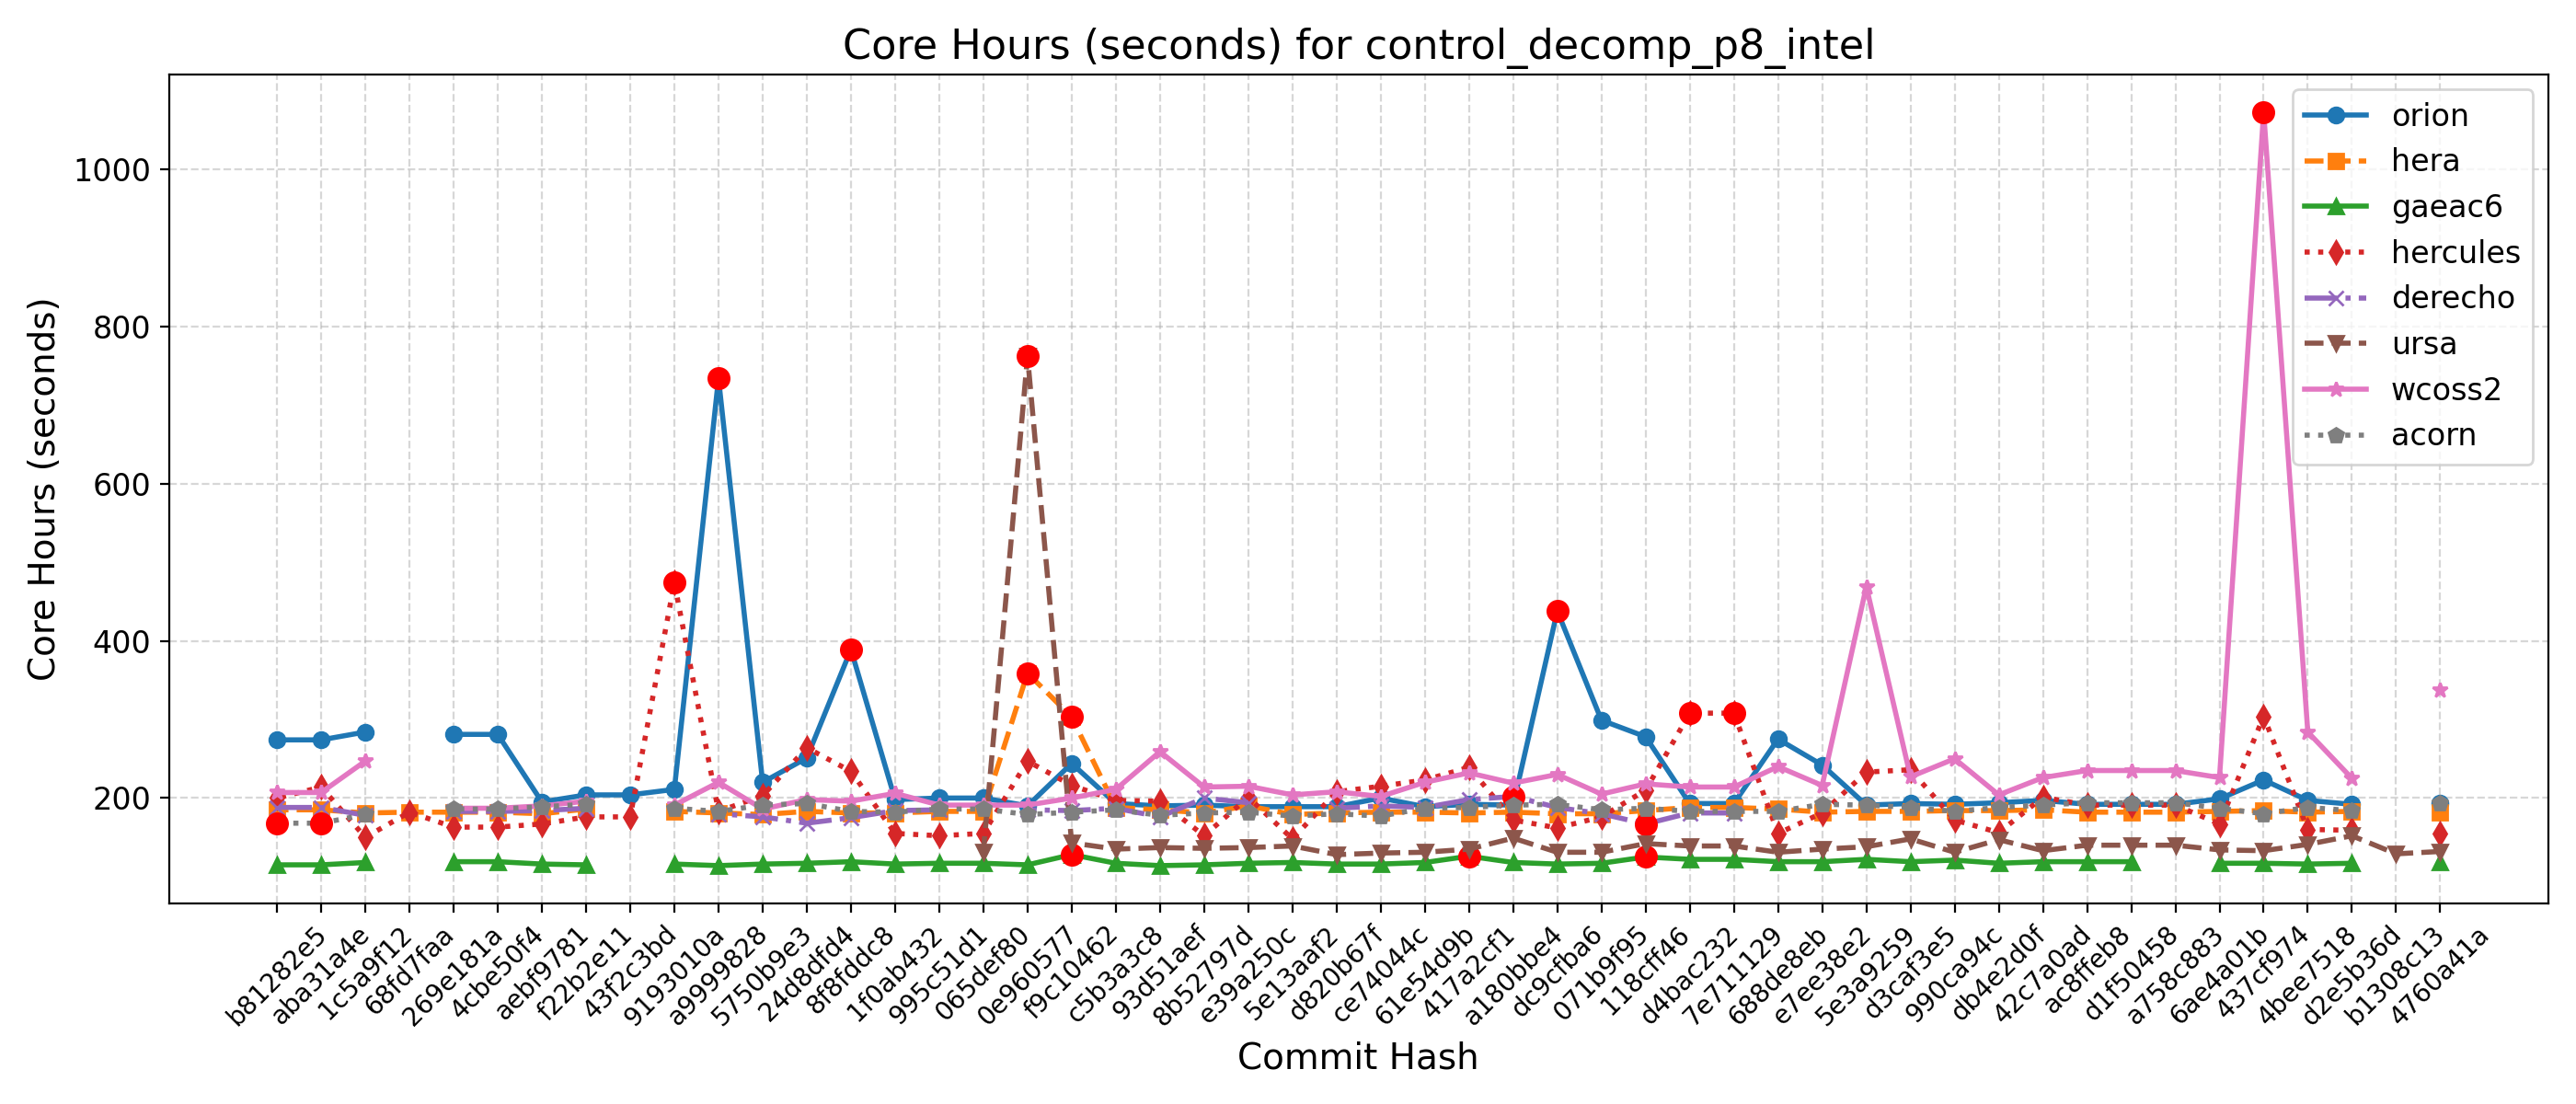 Core Hours (seconds) for control_decomp_p8_intel
Core Hours (seconds)
1000
800
600
400
200
orion
hera
gaeac6
hercules
derecho
ursa
wcoss2
acorn
b81282e5
aba31a4e
1c5a9f12
68fd7faa
269e181a
4cbe50f4
aebf9781
f22b2e11
43f2c3bd
9193010a
a9999828
5750b9e3
24d8dfd4
8f8fddc8
1f0ab432
995c51d1
065def80
0e960577
f9c10462
c5b3a3c8
93d51aef
8b52797d
e39a250c
5e13aaf2
d820b67f
ce74044c
61e54d9b
417a2cf1
a180bbe4
dc9cfba6
071b9f95
118cff46
d4bac232
7e711129
688de8eb
e7ee38e2
5e3a9259
d3caf3e5
990ca94c
db4e2d0f
42c7a0ad
ac8ffeb8
d1f50458
a758c883
6ae4a01b
437cf974
4bee7518
d2e5b36d
b1308c13
4760a41a
Commit Hash